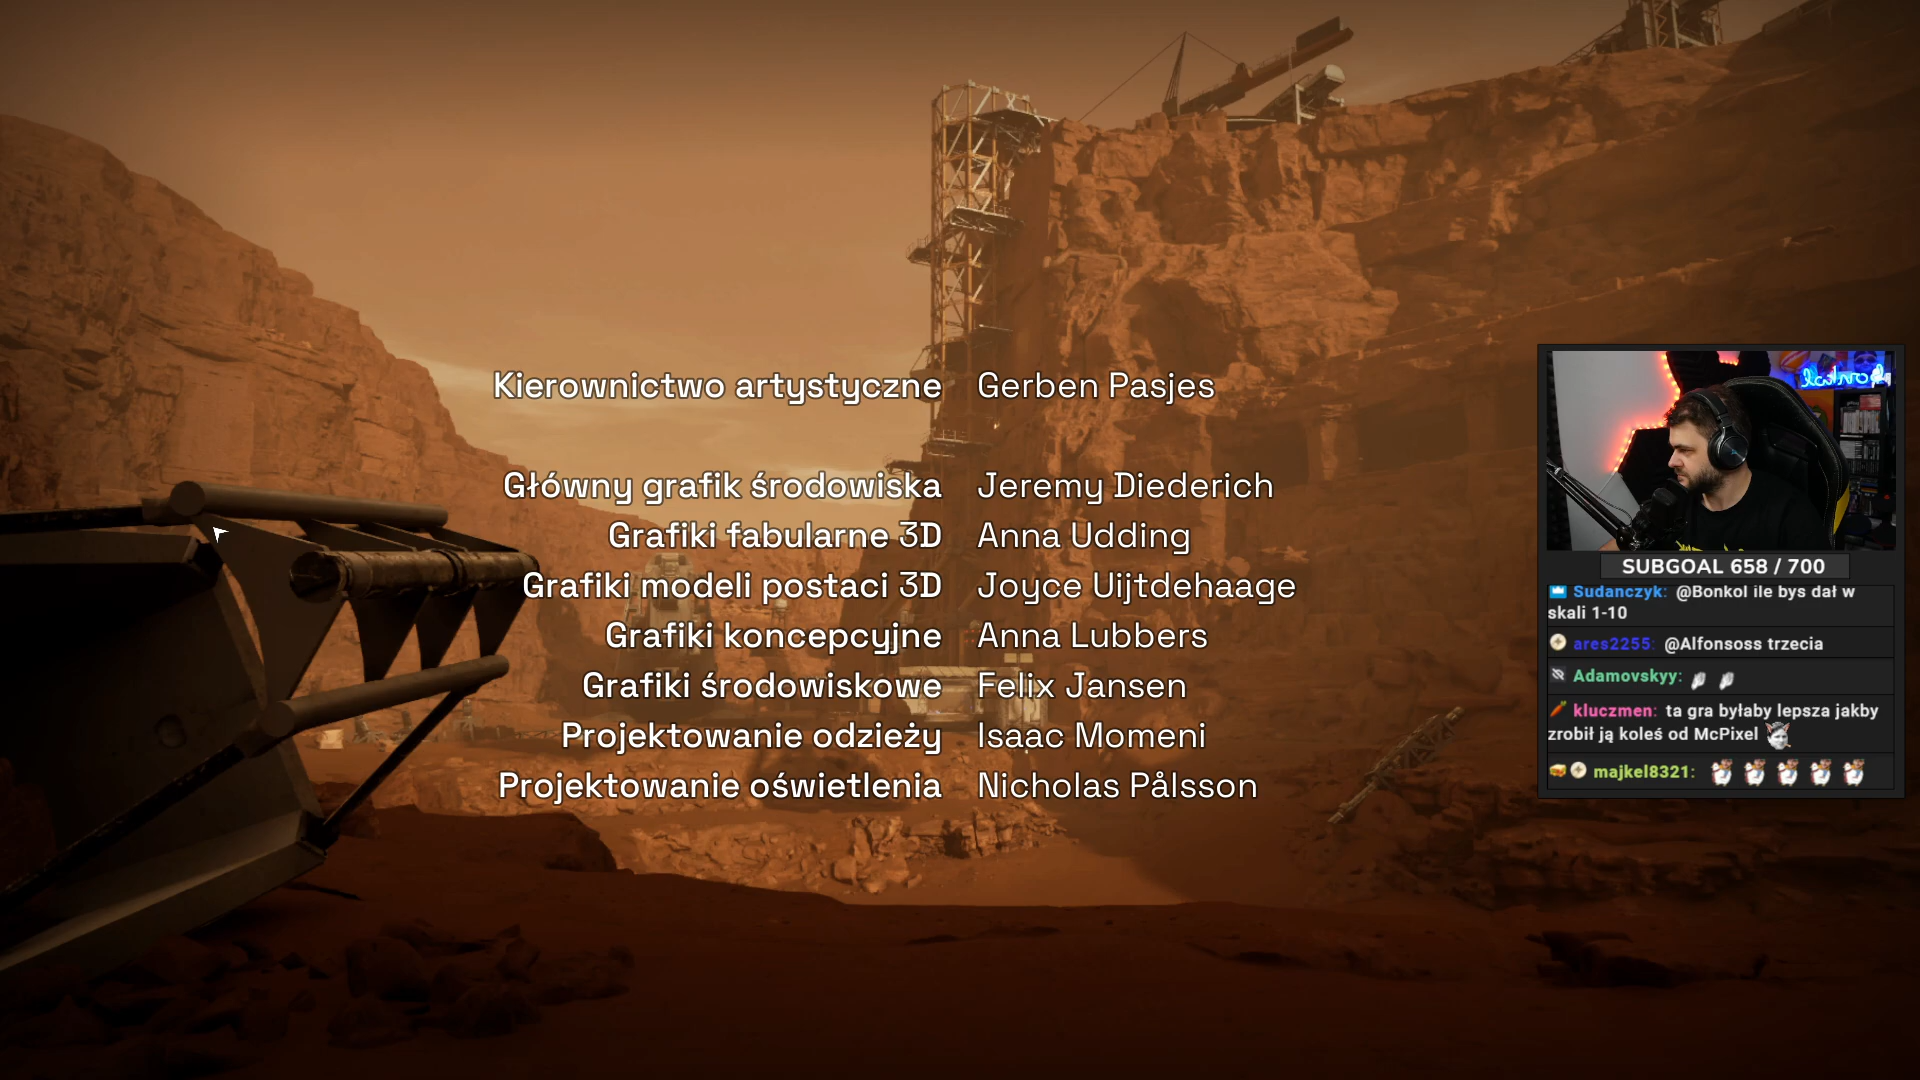 Kierownictwo artystyczne Gerben Pasjes
Główny grafik środowiska Jeremy Diederich
Grafiki fabularne 3D Anna Udding
Grafiki modeli postaci 3D Joyce Uijtdehaage
Grafiki koncepcyjne Anna Lubbers
Grafiki środowiskowe Felix Jansen
Projektowanie odzieży Isaac Momeni
Projektowanie oświetlenia Nicholas Pålsson
SUBGOAL 658 / 700
Sudanczyk: @Bonkol ile bys dał w
skali 1-10
ares2255: @Alfonsoss trzecia
Adamovskyy:
kluczmen: ta gra byłaby lepsza jakby
zrobił ją koleś od McPixel
majkel8321: